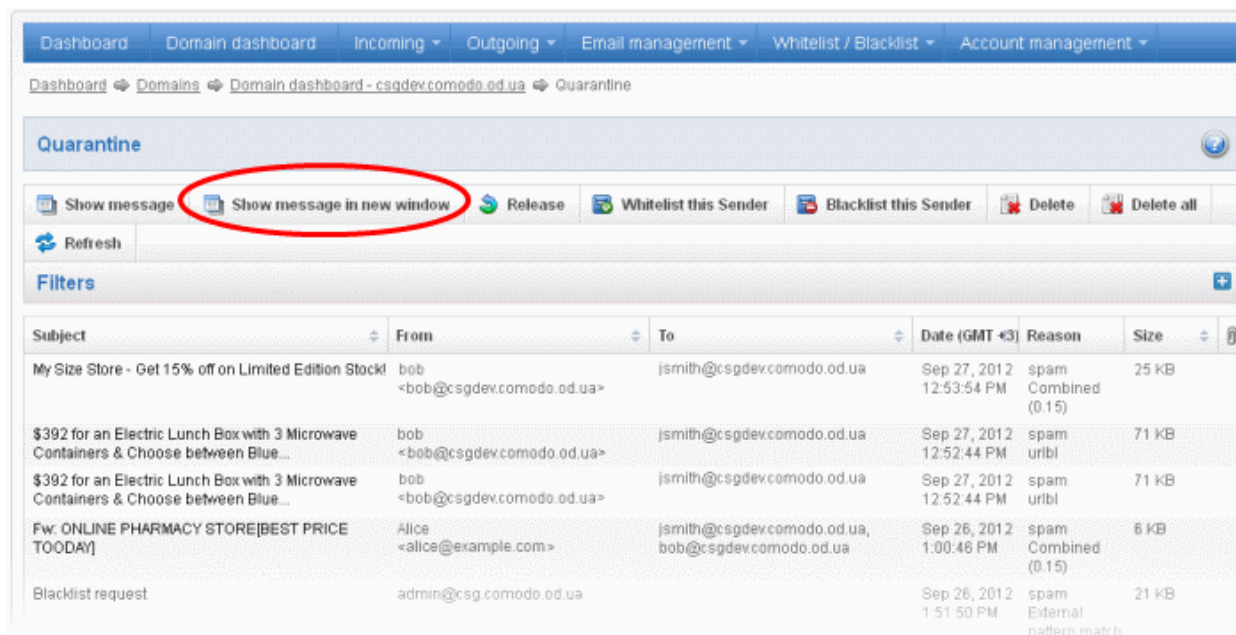 Dashboard Domain dashboard Incoming Outgoing Email management Whitelist / Blacklist Account management
Dashboard Domains Domain dashboard - csgdev.comodo.od.ua Quarantine
Quarantine
Show message Show message in new window Release Whitelist this Sender Blacklist this Sender Delete Delete all
Refresh
Filters
Subject From To Date (GMT +3) Reason Size
My Size Store - Get 15% off on Limited Edition Stock! bob jsmith@csgdev.comodo.od.ua Sep 27, 2012 spam 25 KB
<bob@csgdev.comodo.od.ua> 12:53:54 PM Combined
(0.15)
$392 for an Electric Lunch Box with 3 Microwave bob jsmith@csgdev.comodo.od.ua Sep 27, 2012 spam 71 KB
Containers & Choose between Blue... <bob@csgdev.comodo.od.ua> 12:52:44 PM urlbl
$392 for an Electric Lunch Box with 3 Microwave bob jsmith@csgdev.comodo.od.ua Sep 27, 2012 spam 71 KB
Containers & Choose between Blue... <bob@csgdev.comodo.od.ua> 12:52:44 PM urlbl
Fw: ONLINE PHARMACY STORE[BEST PRICE Alice jsmith@csgdev.comodo.od.ua, Sep 26, 2012 spam 6 KB
TOODAY] <alice@example.com> bob@csgdev.comodo.od.ua 1:00:46 PM Combined
(0.15)
Blacklist request admin@csg.comodo.od.ua Sep 26, 2012 spam 21 KB
1:51:50 PM External
pattern match